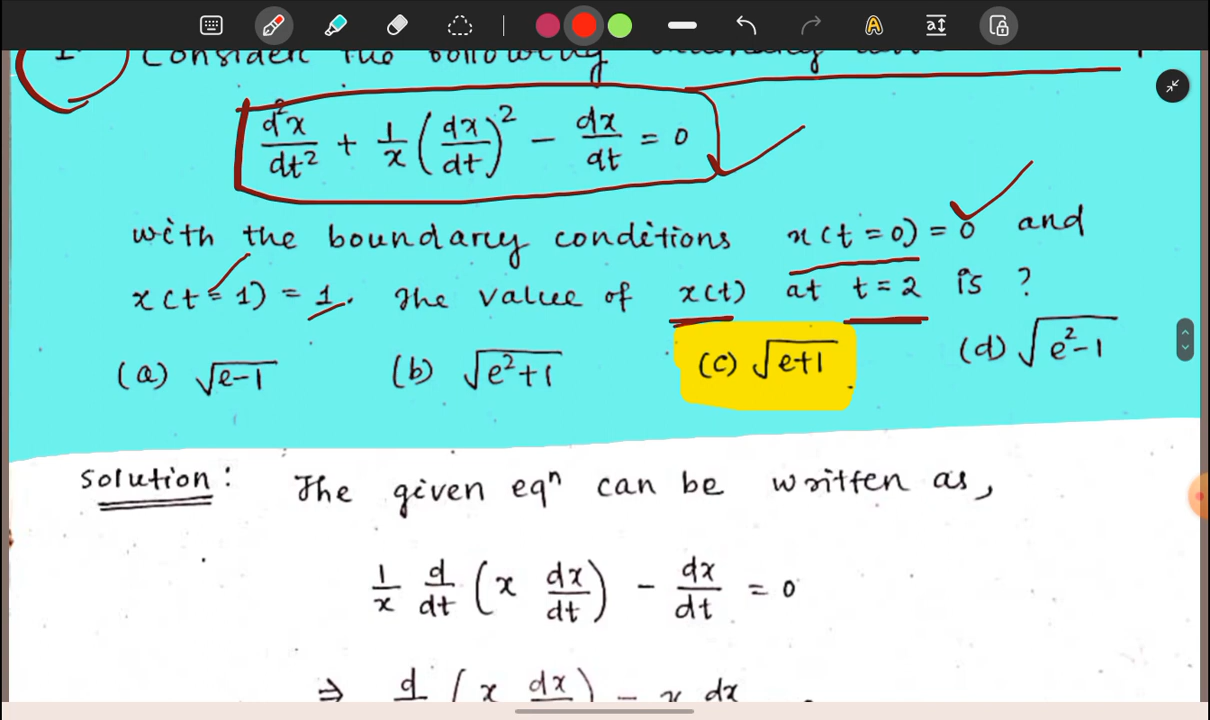 Consider the following
d²x/dt² + 1/x (dx/dt)² - dx/dt = 0
with the boundary conditions x(t=0) = 0 and
x(t=1) = 1. The value of x(t) at t=2 is ?
(a) √e-1 (b) √e²+1 (c) √e+1 (d) √e²-1
Solution: The given eqⁿ can be written as,
1/x d/dt (x dx/dt) - dx/dt = 0
⇒ d (x dx) - x dx